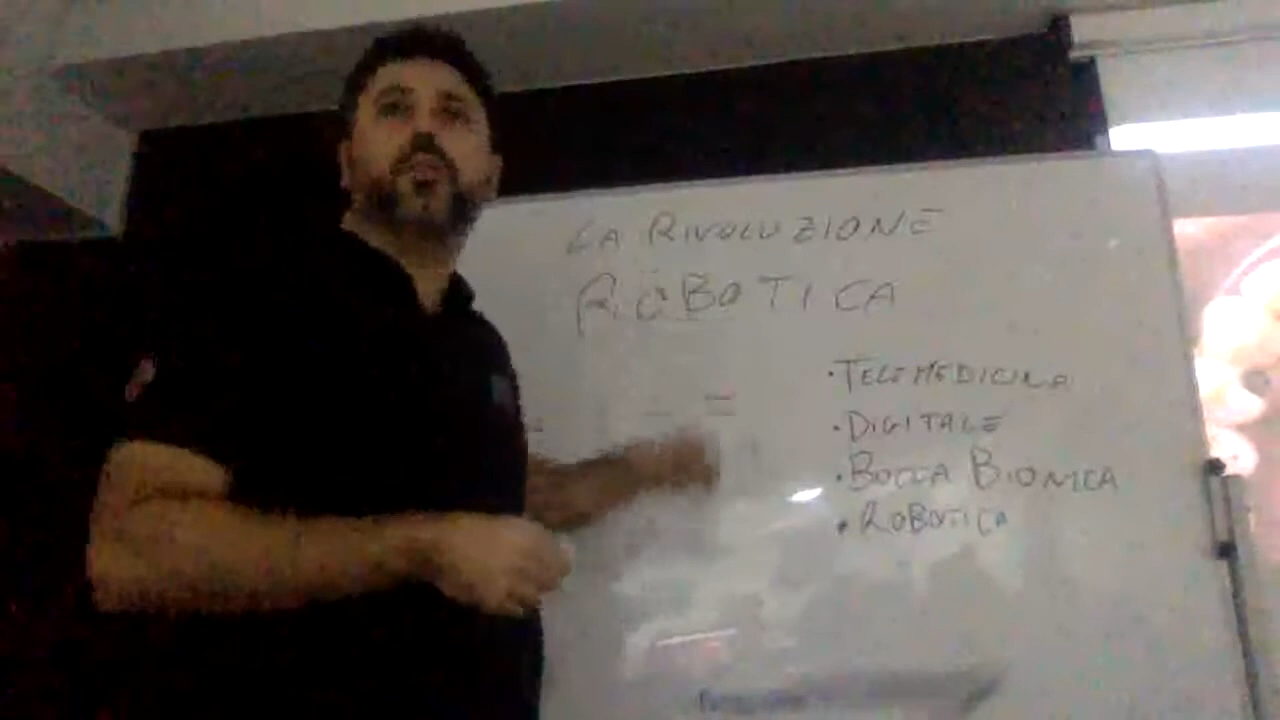 LA RIVOLUZIONE
ROBOTICA
· TELEMEDICINA
· DIGITALE
· BOCCA BIONICA
· ROBOTICA